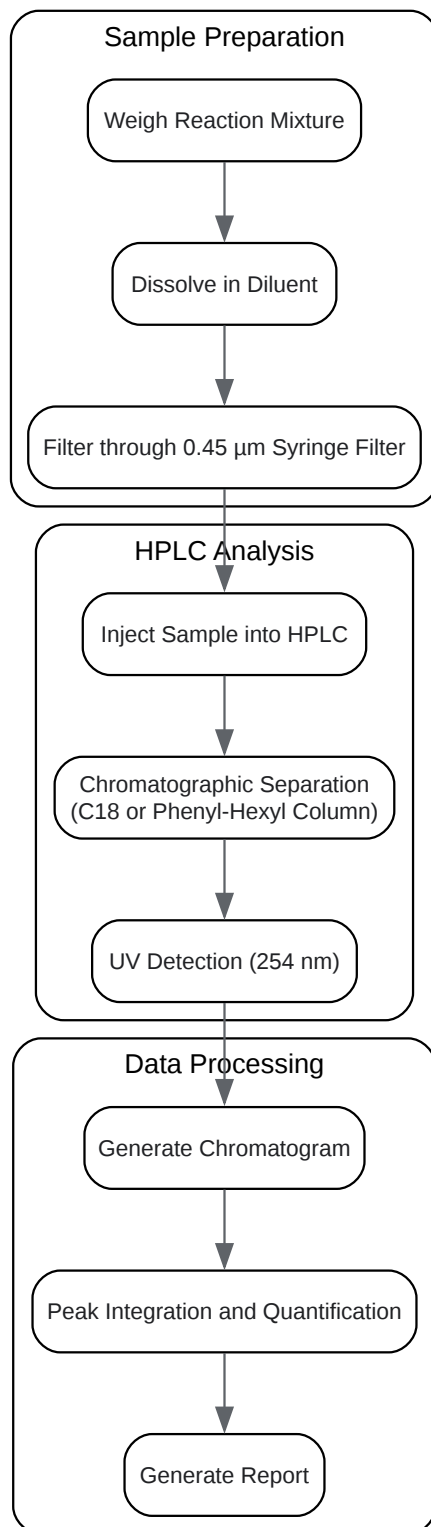 Sample Preparation
Weigh Reaction Mixture
Dissolve in Diluent
Filter through 0.45 µm Syringe Filter
HPLC Analysis
Inject Sample into HPLC
Chromatographic Separation
(C18 or Phenyl-Hexyl Column)
UV Detection (254 nm)
Data Processing
Generate Chromatogram
Peak Integration and Quantification
Generate Report